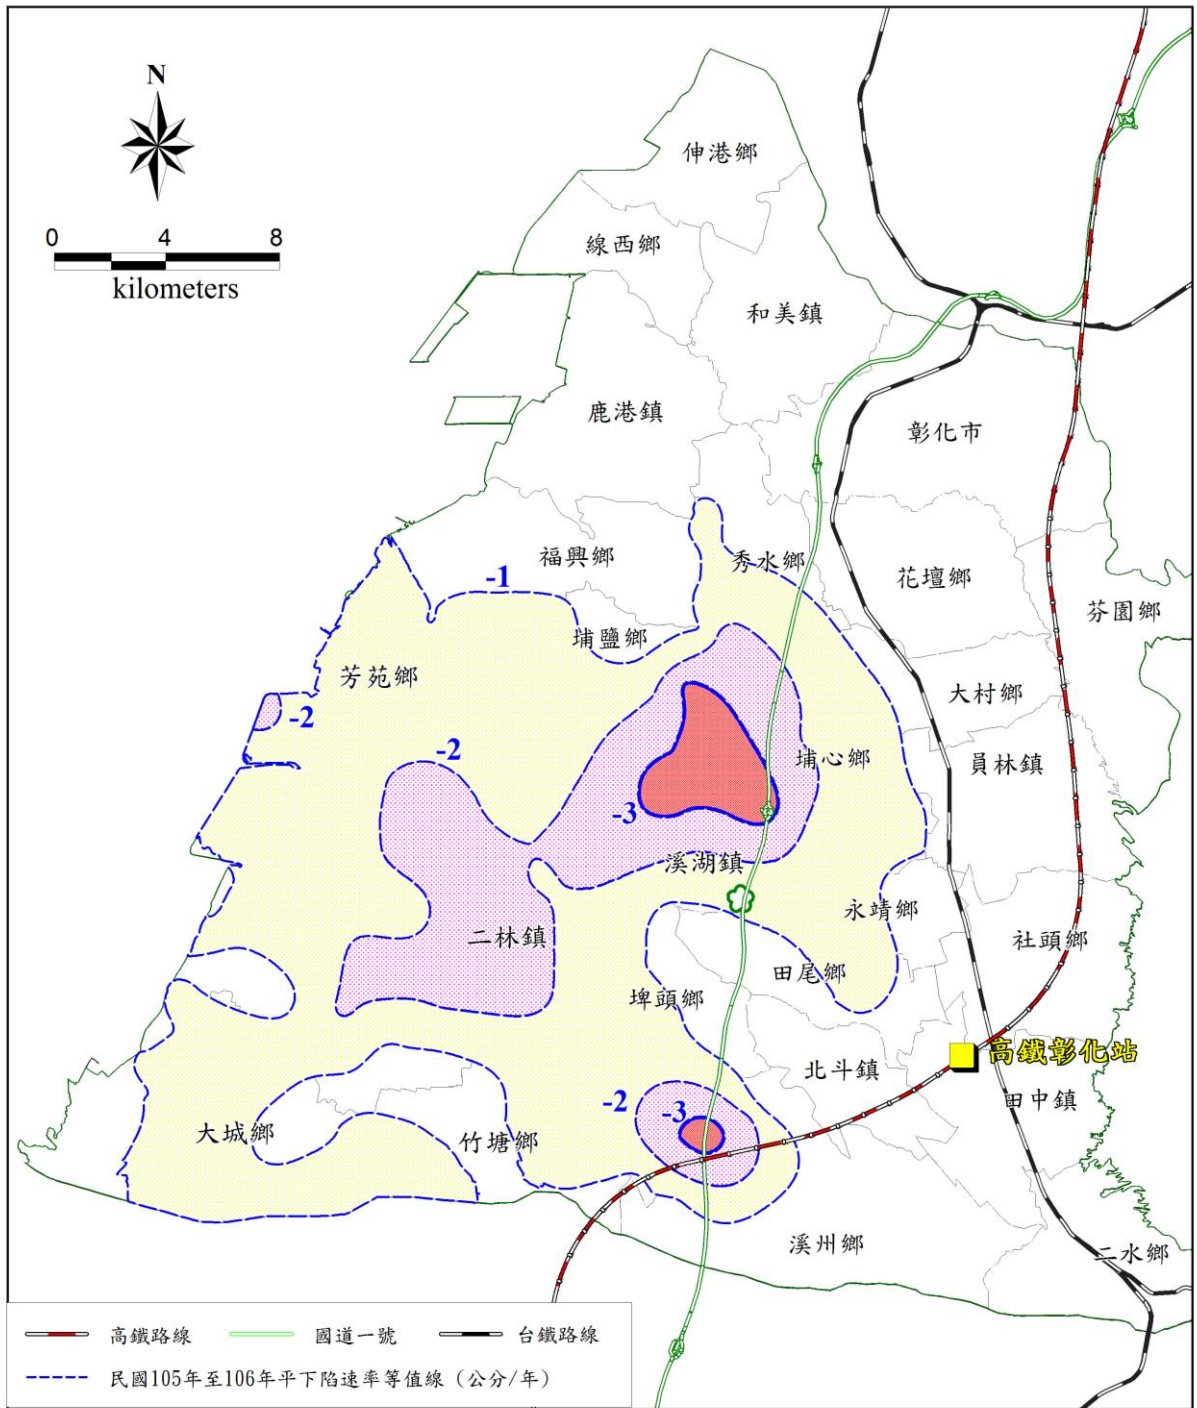 N
0 4 8
kilometers
伸港鄉
線西鄉
和美鎮
鹿港鎮
彰化市
福興鄉
秀水鄉
花壇鄉
芬園鄉
-1
埔鹽鄉
芳苑鄉
大村鄉
-2
-2
埔心鄉
員林鎮
-3
溪湖鎮
永靖鄉
二林鎮
社頭鄉
田尾鄉
埤頭鄉
高鐵彰化站
北斗鎮
田中鎮
-2
-3
大城鄉
竹塘鄉
溪州鄉
二水鄉
高鐵路線 國道一號 台鐵路線
民國105年至106年平下陷速率等值線 (公分/年)